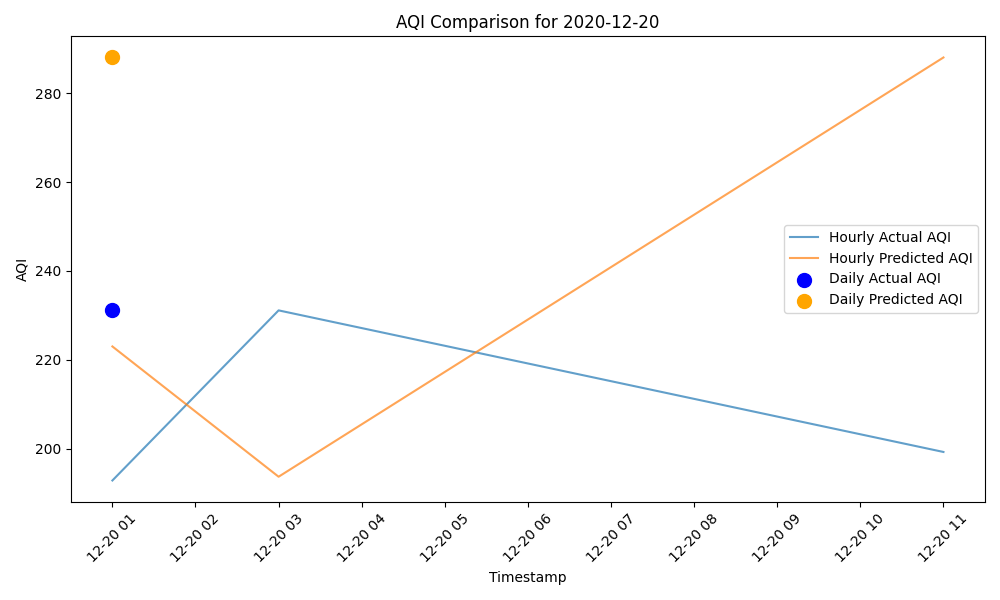 AQI Comparison for 2020-12-20
AQI
280
260
240
220
200
Hourly Actual AQI
Hourly Predicted AQI
Daily Actual AQI
Daily Predicted AQI
12-20 01
12-20 02
12-20 03
12-20 04
12-20 05
12-20 06
12-20 07
12-20 08
12-20 09
12-20 10
12-20 11
Timestamp